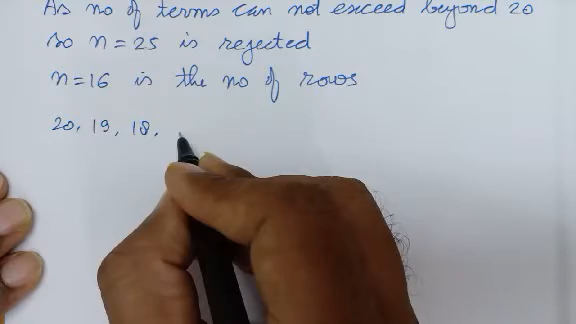 As no of terms can not exceed beyond 20
so n = 25 is rejected
n = 16 is the no of rows
20, 19, 18,